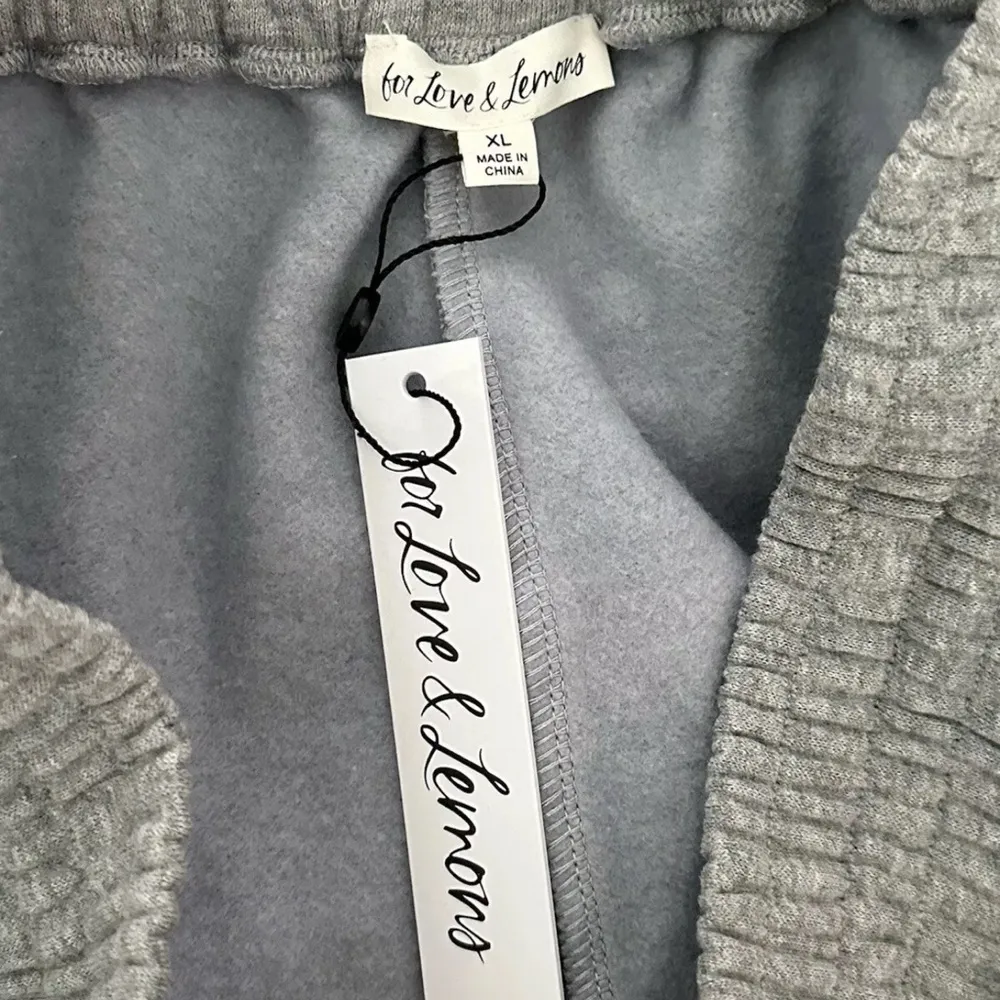 for Love & Lemons
XL
MADE IN
CHINA
for Love & Lemons